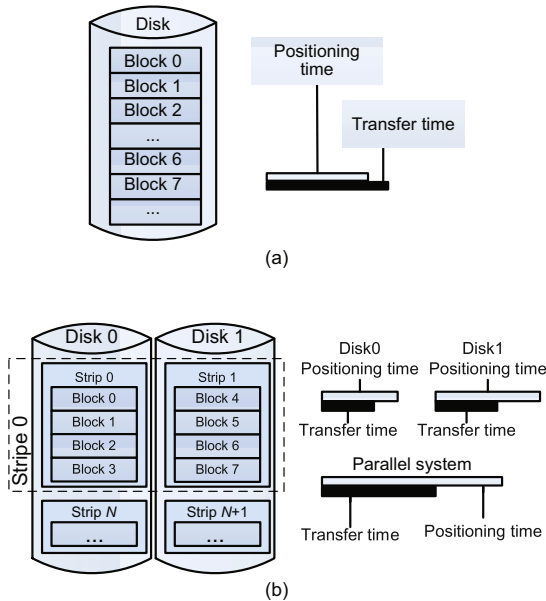 Disk
Block 0
Block 1
Block 2
...
Block 6
Block 7
...
Positioning
time
Transfer time
(a)
Disk 0
Disk 1
Stripe 0
Strip 0
Block 0
Block 1
Block 2
Block 3
Strip 1
Block 4
Block 5
Block 6
Block 7
Strip N
...
Strip N+1
...
Disk0
Positioning time
Transfer time
Disk1
Positioning time
Transfer time
Parallel system
Transfer time
Positioning time
(b)